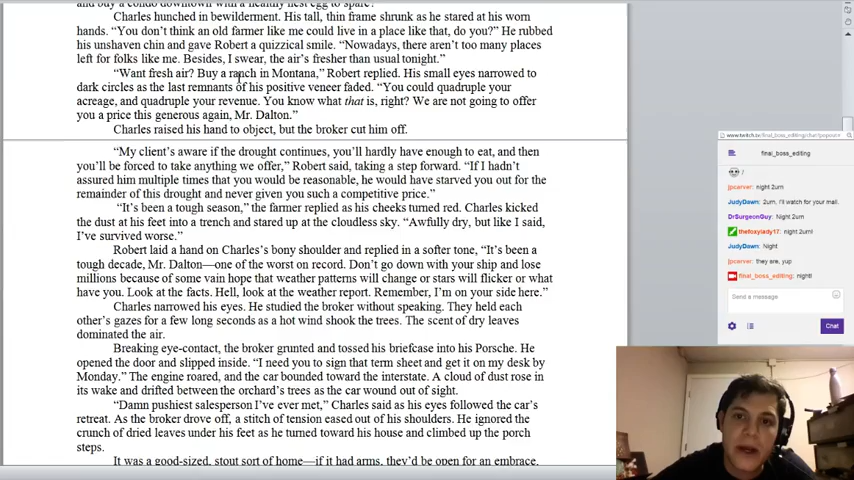 and buy a condo downtown with a healthy nest egg to spare?"
Charles hunched in bewilderment. His tall, thin frame shrunk as he stared at his worn
hands. “You don’t think an old farmer like me could live in a place like that, do you?” He rubbed
his unshaven chin and gave Robert a quizzical smile. “Nowadays, there aren’t too many places
left for folks like me. Besides, I swear, the air’s fresher than usual tonight.”
“Want fresh air? Buy a ranch in Montana,” Robert replied. His small eyes narrowed to
dark circles as the last remnants of his positive veneer faded. “You could quadruple your
acreage, and quadruple your revenue. You know what that is, right? We are not going to offer
you a price this generous again, Mr. Dalton.”
Charles raised his hand to object, but the broker cut him off.
“My client’s aware if the drought continues, you’ll hardly have enough to eat, and then
you’ll be forced to take anything we offer,” Robert said, taking a step forward. “If I hadn’t
assured him multiple times that you would be reasonable, he would have starved you out for the
remainder of this drought and never given you such a competitive price.”
“It’s been a tough season,” the farmer replied as his cheeks turned red. Charles kicked
the dust at his feet into a trench and stared up at the cloudless sky. “Awfully dry, but like I said,
I’ve survived worse.”
Robert laid a hand on Charles’s bony shoulder and replied in a softer tone, “It’s been a
tough decade, Mr. Dalton—one of the worst on record. Don’t go down with your ship and lose
millions because of some vain hope that weather patterns will change or stars will flicker or what
have you. Look at the facts. Hell, look at the weather report. Remember, I’m on your side here.”
Charles narrowed his eyes. He studied the broker without speaking. They held each
other’s gazes for a few long seconds as a hot wind shook the trees. The scent of dry leaves
dominated the air.
Breaking eye-contact, the broker grunted and tossed his briefcase into his Porsche. He
opened the door and slipped inside. “I need you to sign that term sheet and get it on my desk by
Monday.” The engine roared, and the car bounded toward the interstate. A cloud of dust rose in
its wake and drifted between the orchard’s trees as the car wound out of sight.
“Damn pushiest salesperson I’ve ever met,” Charles said as his eyes followed the car’s
retreat. As the broker drove off, a stitch of tension eased out of his shoulders. He ignored the
crunch of dried leaves under his feet as he turned toward his house and climbed up the porch
steps.
It was a good-sized, stout sort of home—if it had arms, they’d be open for an embrace.
final_boss_editing
jpcarser: night 2urn
JudyDawn: 2urn, I'll watch for your mail.
DrSurgeonGuy: Night 2urn
thefoxylady17: night 2urn!
JudyDawn: Night
jpcarser: they are, yup
final_boss_editing: night!
Send a message
Chat